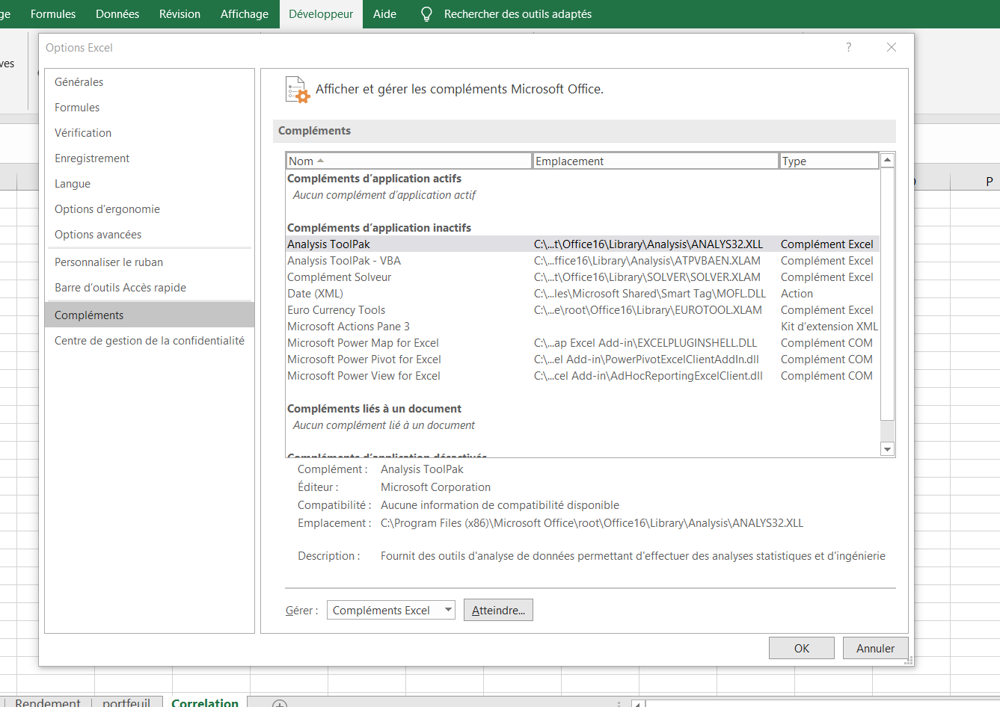 ge Formules Données Révision Affichage Développeur Aide Rechercher des outils adaptés
ves
Options Excel ?
Générales
Formules
Vérification
Enregistrement
Langue
Options d'ergonomie
Options avancées
Personnaliser le ruban
Barre d'outils Accès rapide
Compléments
Centre de gestion de la confidentialité
Afficher et gérer les compléments Microsoft Office.
Compléments
Nom Emplacement Type
Compléments d'application actifs
Aucun complément d'application actif
Compléments d'application inactifs
Analysis ToolPak C:\...t\Office16\Library\Analysis\ANALYS32.XLL Complément Excel
Analysis ToolPak - VBA C:\...ffice16\Library\Analysis\ATPVBAEN.XLAM Complément Excel
Complément Solveur C:\...t\Office16\Library\SOLVER\SOLVER.XLAM Complément Excel
Date (XML) C:\...les\Microsoft Shared\Smart Tag\MOFL.DLL Action
Euro Currency Tools C:\...e\root\Office16\Library\EUROTOOL.XLAM Complément Excel
Microsoft Actions Pane 3 Kit d'extension XML
Microsoft Power Map for Excel C:\...ap Excel Add-in\EXCELPLUGINSHELL.DLL Complément COM
Microsoft Power Pivot for Excel C:\...el Add-in\PowerPivotExcelClientAddIn.dll Complément COM
Microsoft Power View for Excel C:\...cel Add-in\AdHocReportingExcelClient.dll Complément COM
Compléments liés à un document
Aucun complément lié à un document
Compléments d'application désactivés
Complément : Analysis ToolPak
Éditeur : Microsoft Corporation
Compatibilité : Aucune information de compatibilité disponible
Emplacement : C:\Program Files (x86)\Microsoft Office\root\Office16\Library\Analysis\ANALYS32.XLL
Description : Fournit des outils d'analyse de données permettant d'effectuer des analyses statistiques et d'ingénierie
Gérer : Compléments Excel Atteindre...
OK Annuler
P
Rendement portfeuil Correlation